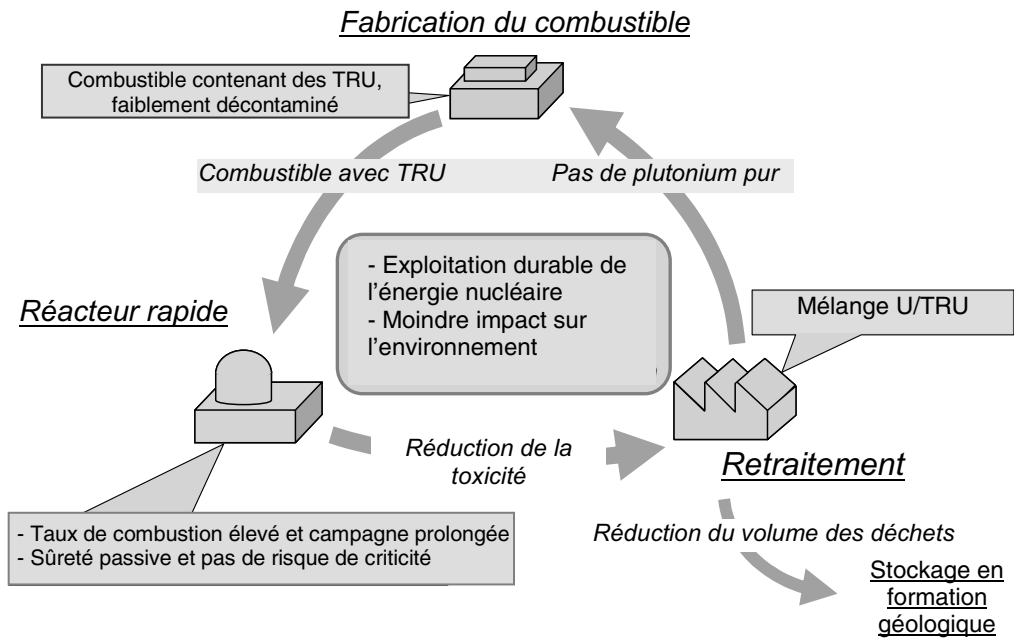 Fabrication du combustible
Combustible contenant des TRU,
faiblement décontaminé
Combustible avec TRU
Pas de plutonium pur
- Exploitation durable de
l'énergie nucléaire
- Moindre impact sur
l'environnement
Réacteur rapide
Mélange U/TRU
Réduction de la
toxicité
Retraitement
- Taux de combustion élevé et campagne prolongée
- Sûreté passive et pas de risque de criticité
Réduction du volume des déchets
Stockage en
formation
géologique